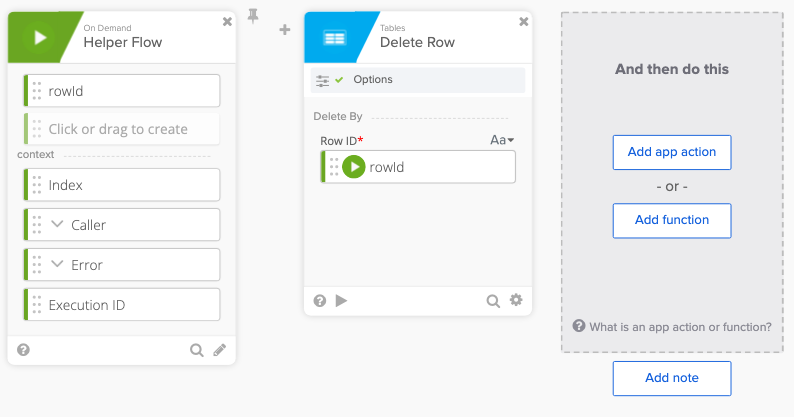 On Demand
Helper Flow
rowId
Click or drag to create
context
Index
Caller
Error
Execution ID
Tables
Delete Row
Options
Delete By
Row ID*
Aa
rowId
And then do this
Add app action
- or -
Add function
What is an app action or function?
Add note